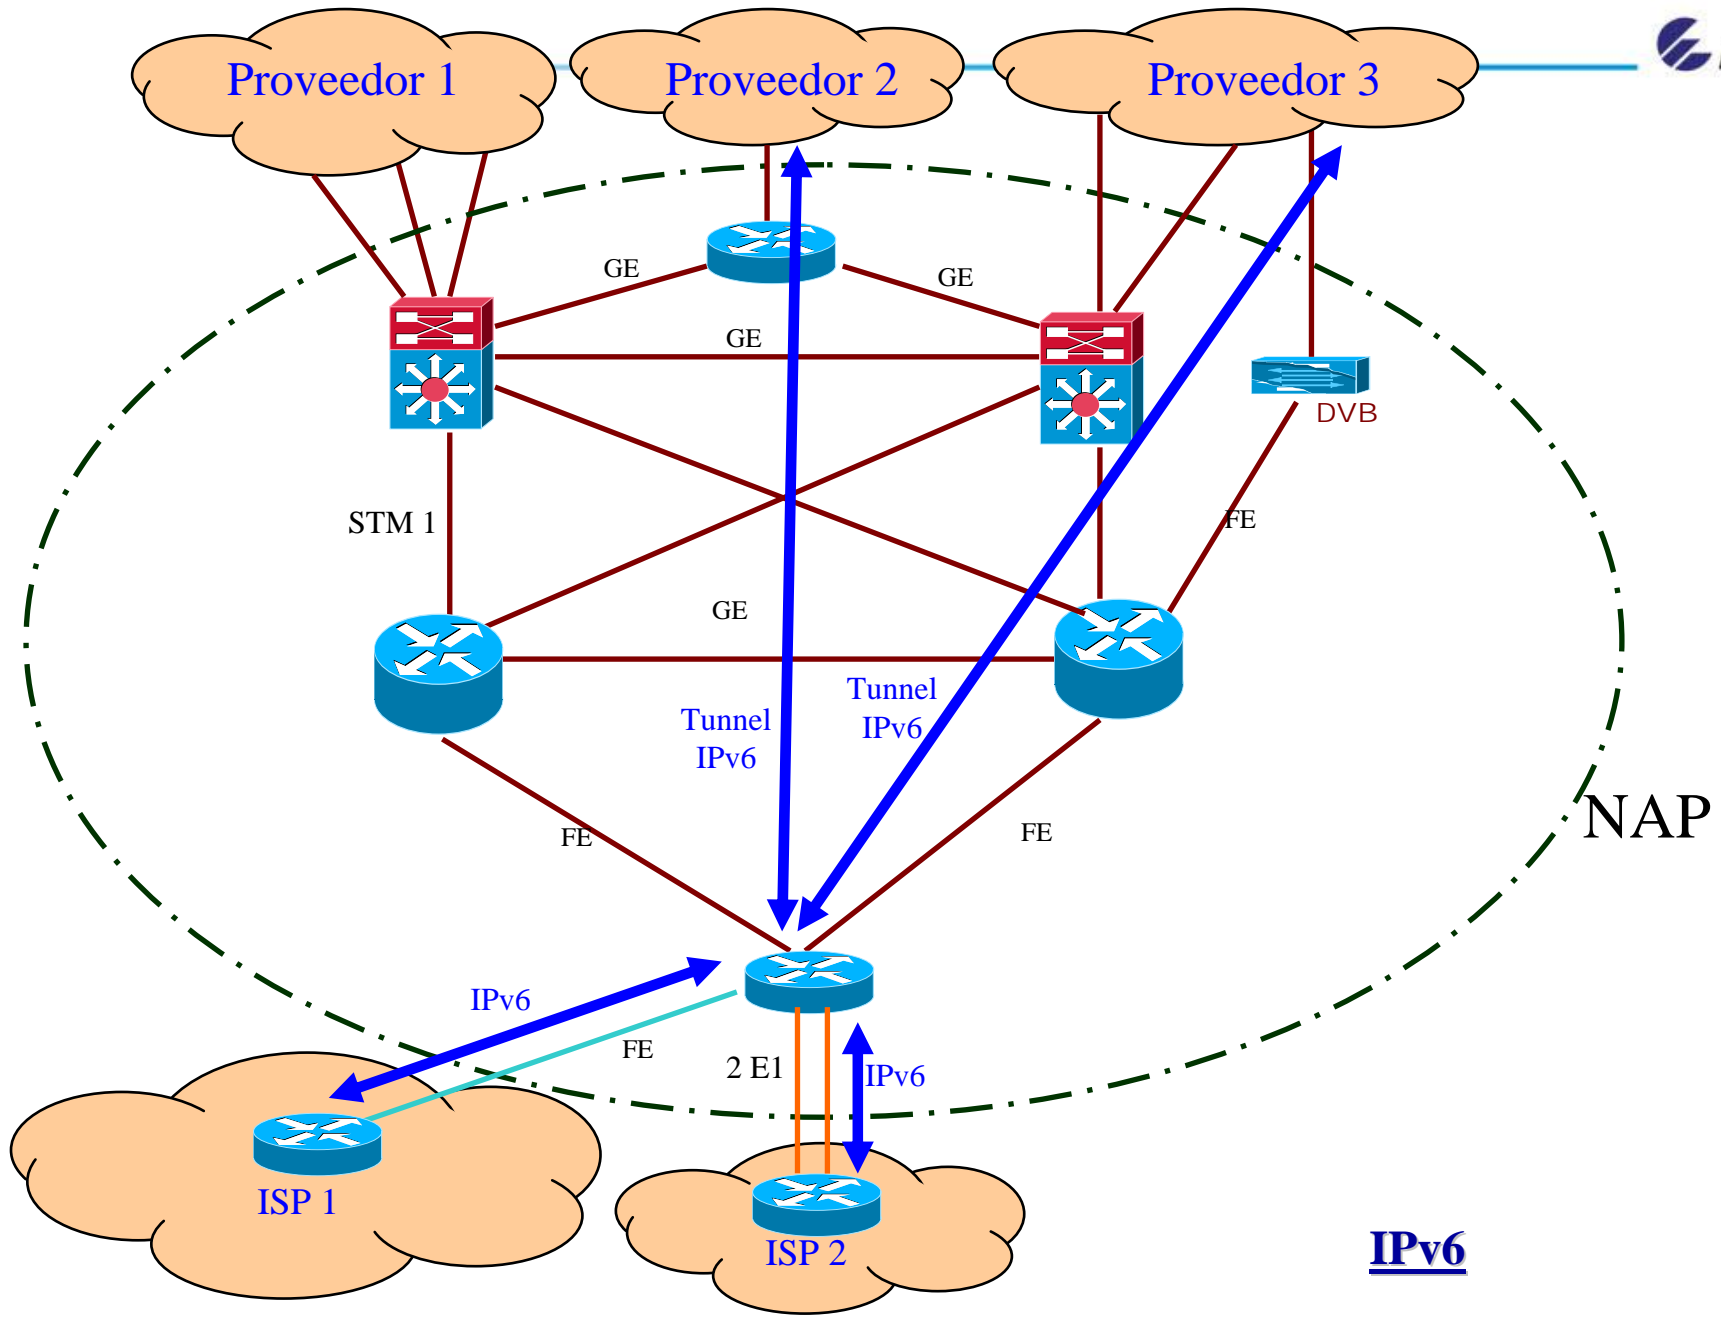 Proveedor 1
Proveedor 2
Proveedor 3
GE
GE
GE
DVB
STM 1
FE
GE
Tunnel
IPv6
Tunnel
IPv6
NAP
FE
FE
IPv6
FE
2 E1
IPv6
ISP 1
ISP 2
IPv6